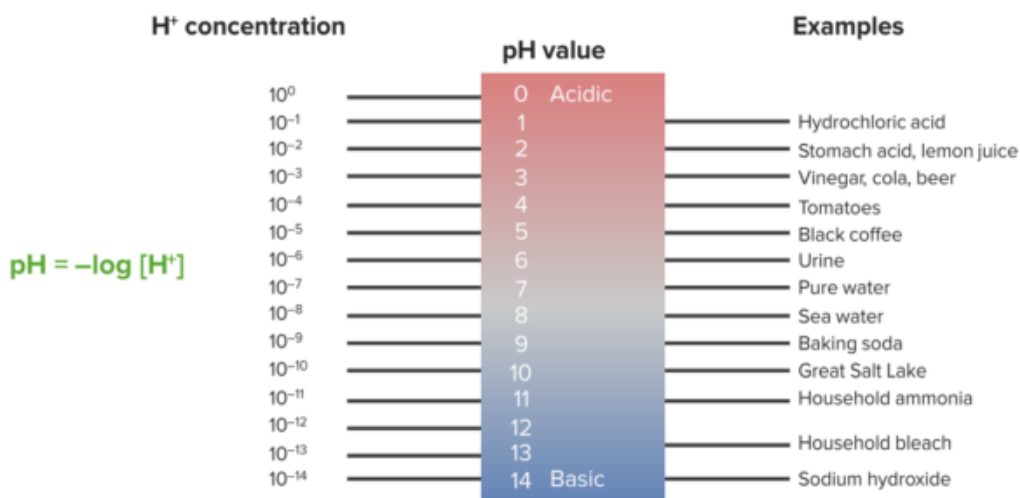 H⁺ concentration
Examples
pH value
10⁰ 0 Acidic
10⁻¹ 1 Hydrochloric acid
10⁻² 2 Stomach acid, lemon juice
10⁻³ 3 Vinegar, cola, beer
10⁻⁴ 4 Tomatoes
10⁻⁵ 5 Black coffee
10⁻⁶ 6 Urine
pH = –log [H⁺]
10⁻⁷ 7 Pure water
10⁻⁸ 8 Sea water
10⁻⁹ 9 Baking soda
10⁻¹⁰ 10 Great Salt Lake
10⁻¹¹ 11 Household ammonia
10⁻¹² 12
Household bleach
10⁻¹³ 13
10⁻¹⁴ 14 Basic Sodium hydroxide